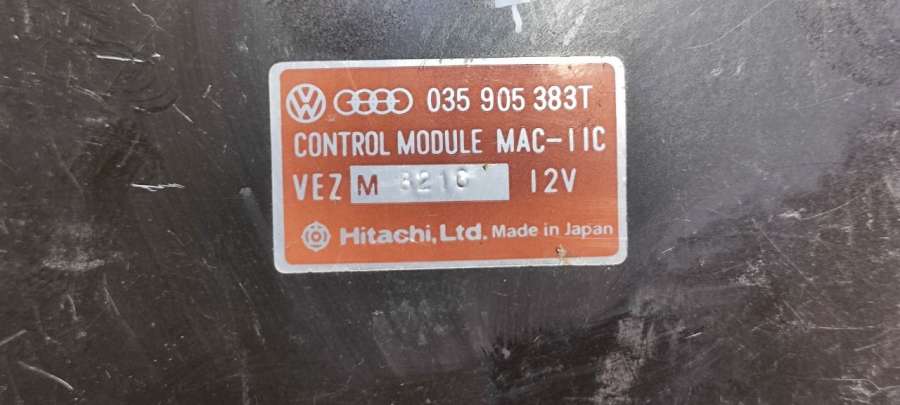 035 905 383T
CONTROL MODULE MAC-11C
VEZ M 12V
Hitachi, Ltd. Made in Japan